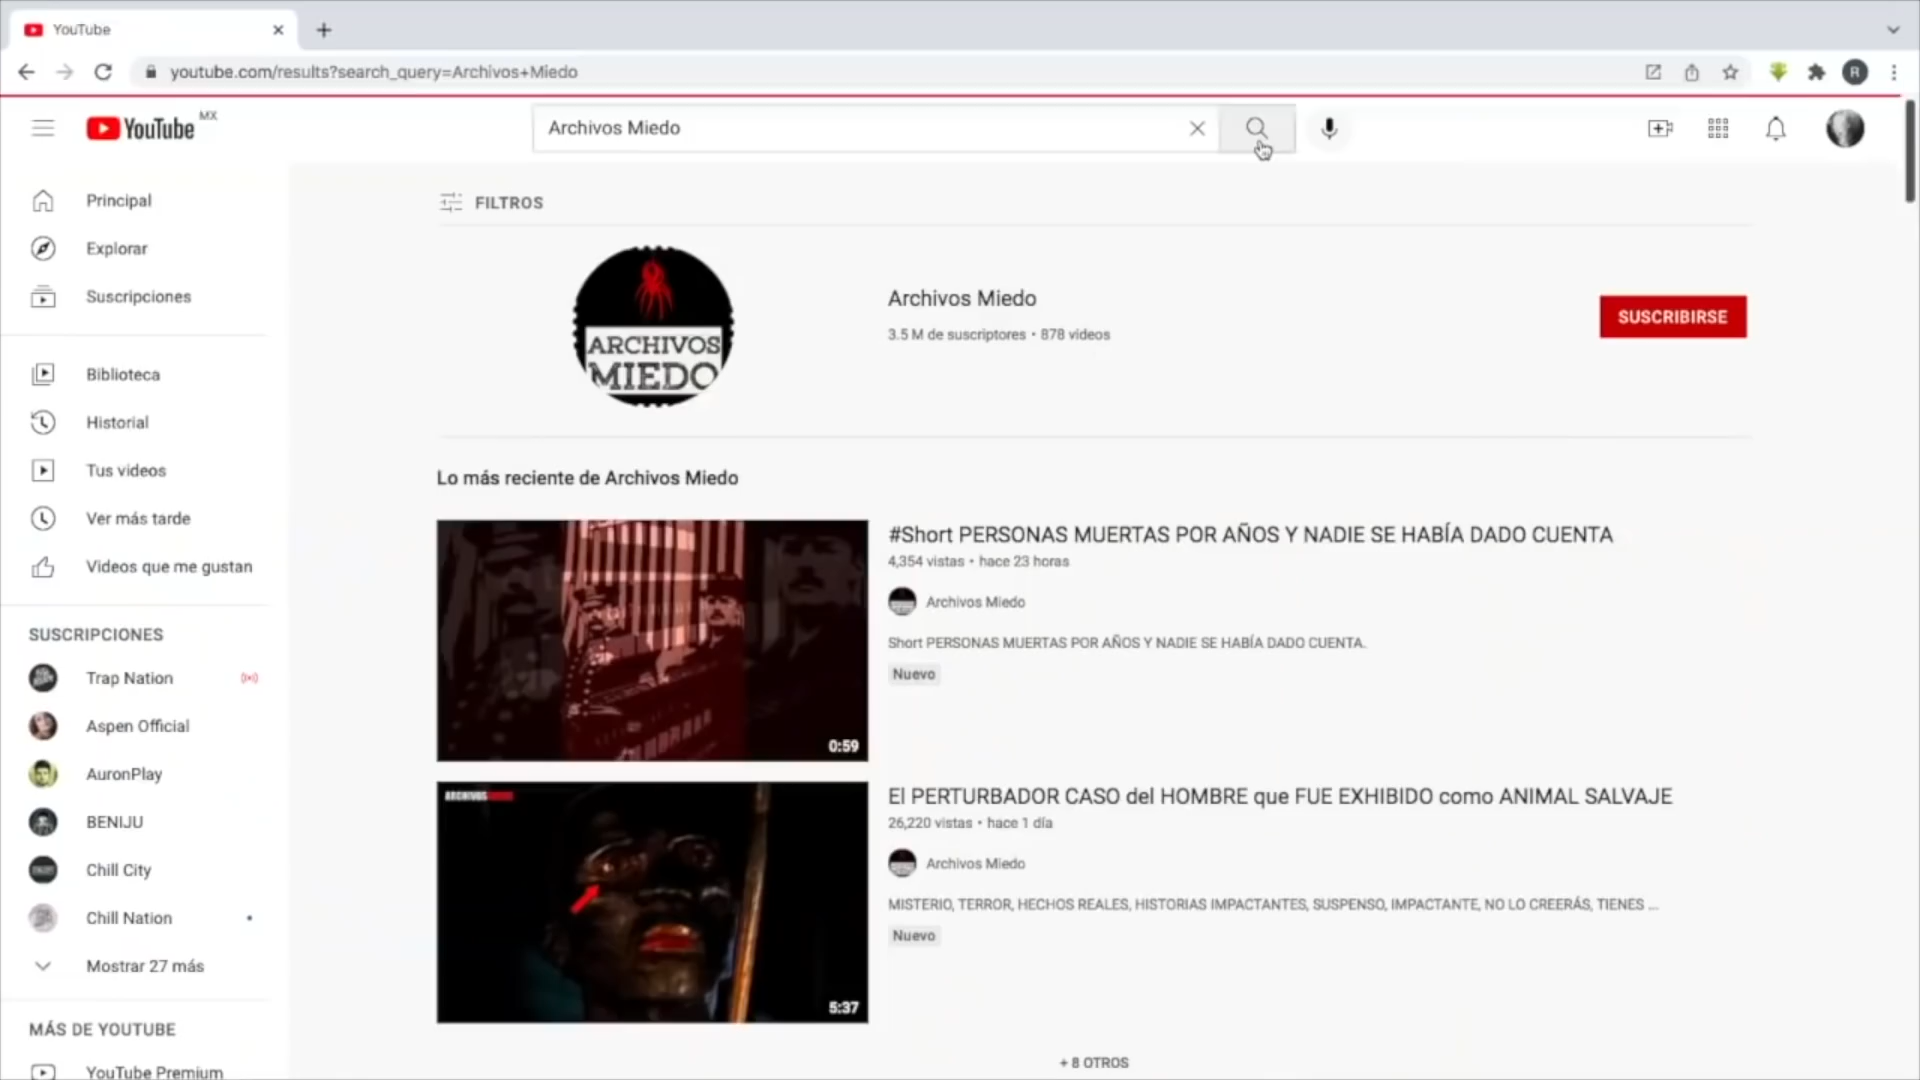 YouTube
youtube.com/results?search_query=Archivos+Miedo
R
YouTube MX
Archivos Miedo
Principal
Explorar
Suscripciones
Biblioteca
Historial
Tus videos
Ver más tarde
Videos que me gustan
SUSCRIPCIONES
Trap Nation
Aspen Official
AuronPlay
BENIJU
Chill City
Chill Nation
Mostrar 27 más
MÁS DE YOUTUBE
YouTube Premium
FILTROS
ARCHIVOS
MIEDO
Archivos Miedo
3.5 M de suscriptores • 878 videos
SUSCRIBIRSE
Lo más reciente de Archivos Miedo
0:59
#Short PERSONAS MUERTAS POR AÑOS Y NADIE SE HABÍA DADO CUENTA
4,354 vistas • hace 23 horas
Archivos Miedo
Short PERSONAS MUERTAS POR AÑOS Y NADIE SE HABÍA DADO CUENTA.
Nuevo
ARCHIVOS
5:37
El PERTURBADOR CASO del HOMBRE que FUE EXHIBIDO como ANIMAL SALVAJE
26,220 vistas • hace 1 día
Archivos Miedo
MISTERIO, TERROR, HECHOS REALES, HISTORIAS IMPACTANTES, SUSPENSO, IMPACTANTE, NO LO CREERÁS, TIENES ...
Nuevo
+ 8 OTROS